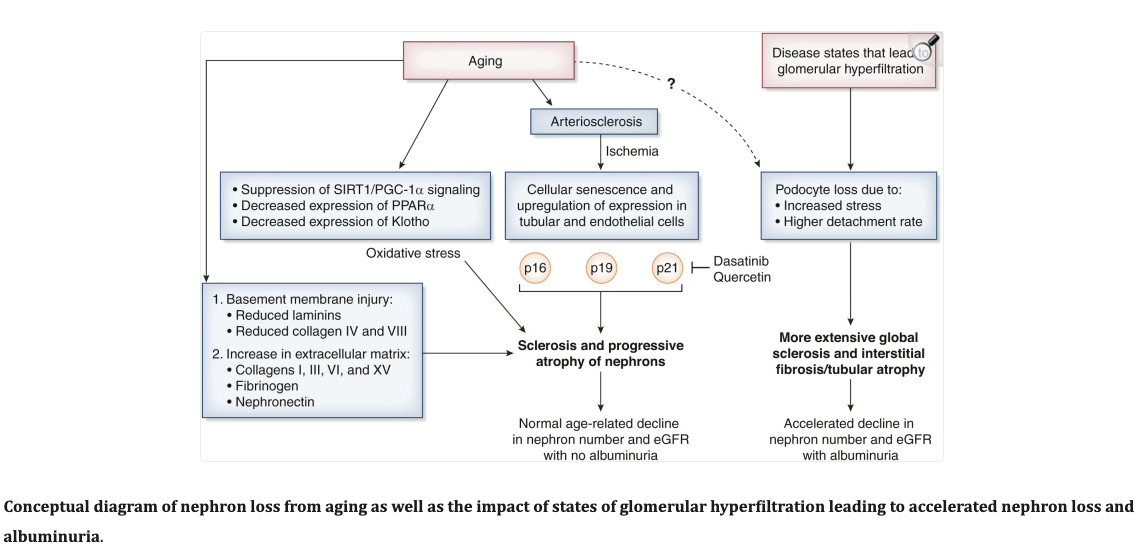 Aging
Disease states that lead to
glomerular hyperfiltration
?
Arteriosclerosis
Ischemia
• Suppression of SIRT1/PGC-1α signaling
• Decreased expression of PPARα
• Decreased expression of Klotho
Cellular senescence and
upregulation of expression in
tubular and endothelial cells
Podocyte loss due to:
• Increased stress
• Higher detachment rate
Oxidative stress
p16
p19
p21
Dasatinib
Quercetin
1. Basement membrane injury:
• Reduced laminins
• Reduced collagen IV and VIII
2. Increase in extracellular matrix:
• Collagens I, III, VI, and XV
• Fibrinogen
• Nephronectin
Sclerosis and progressive
atrophy of nephrons
More extensive global
sclerosis and interstitial
fibrosis/tubular atrophy
Normal age-related decline
in nephron number and eGFR
with no albuminuria
Accelerated decline in
nephron number and eGFR
with albuminuria
Conceptual diagram of nephron loss from aging as well as the impact of states of glomerular hyperfiltration leading to accelerated nephron loss and
albuminuria.